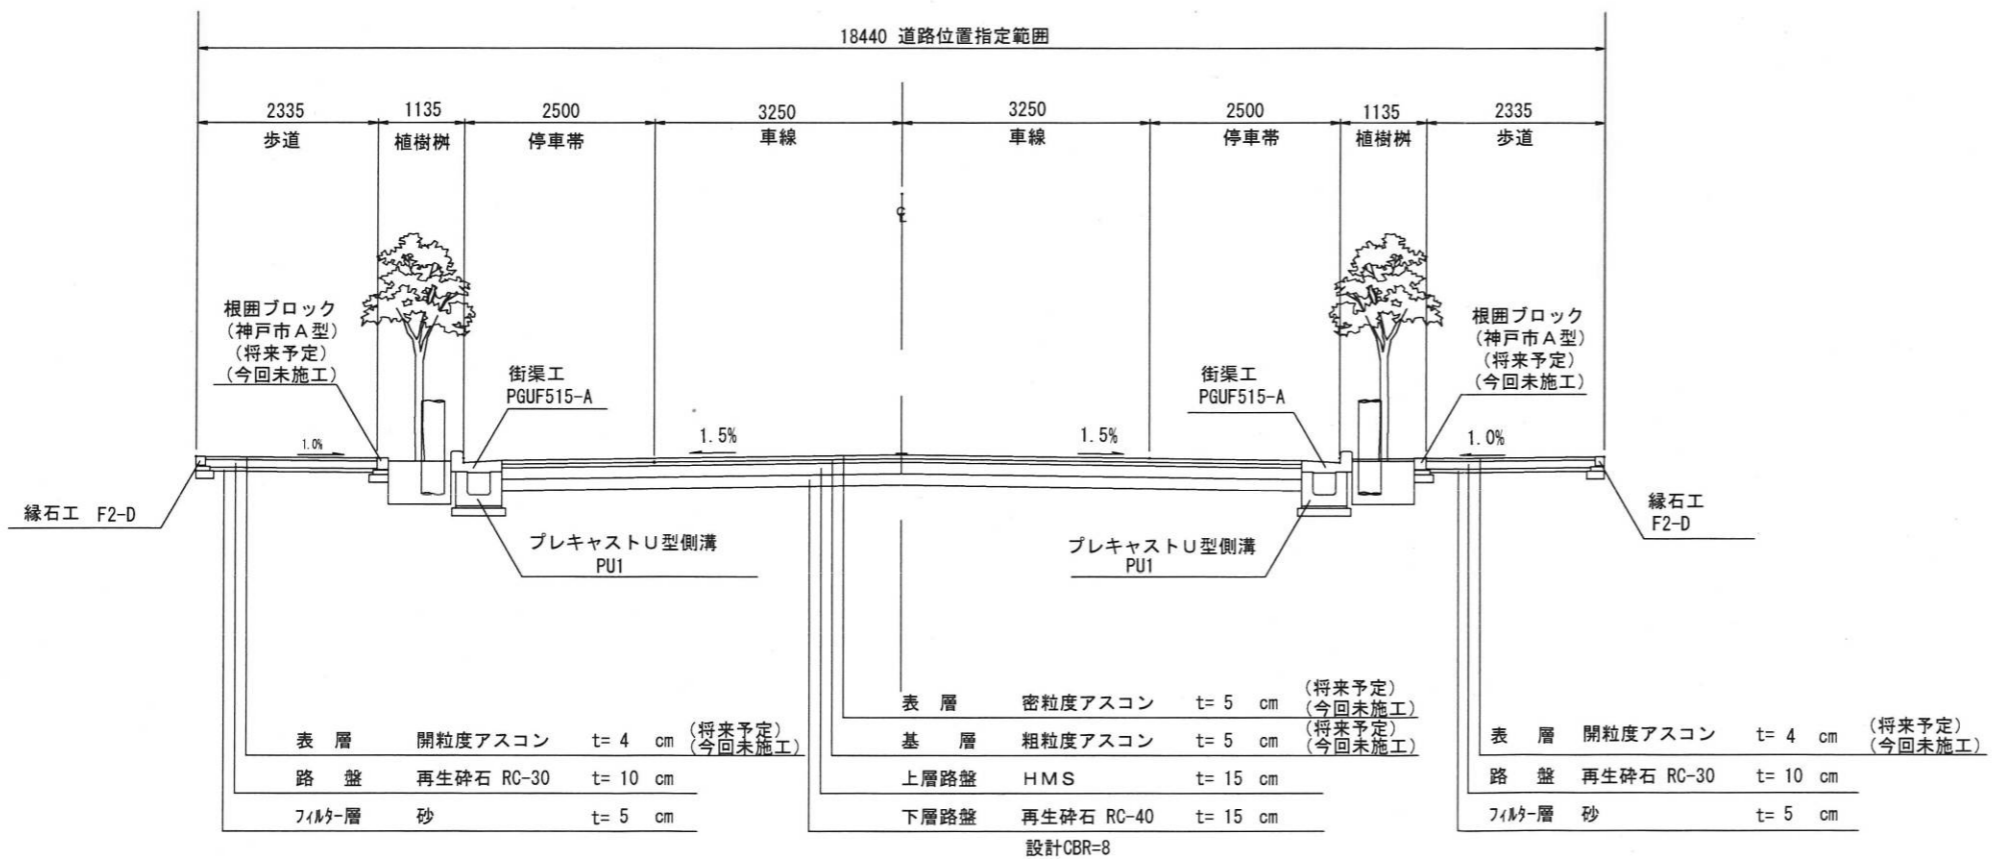 18440 道路位置指定範囲
2335 1135 2500 3250 3250 2500 1135 2335
歩道 植樹桝 停車帯 車線 車線 停車帯 植樹桝 歩道
℄
根囲ブロック
(神戸市A型)
(将来予定)
(今回未施工)
街渠工
PGUF515-A
街渠工
PGUF515-A
根囲ブロック
(神戸市A型)
(将来予定)
(今回未施工)
1.0% 1.5% 1.5% 1.0%
縁石工 F2-D
プレキャストU型側溝
PU1
プレキャストU型側溝
PU1
縁石工
F2-D
表 層 開粒度アスコン t= 4 cm (将来予定)
(今回未施工)
路 盤 再生砕石 RC-30 t= 10 cm
フィルター層 砂 t= 5 cm
表 層 密粒度アスコン t= 5 cm (将来予定)
(今回未施工)
基 層 粗粒度アスコン t= 5 cm (将来予定)
(今回未施工)
上層路盤 HMS t= 15 cm
下層路盤 再生砕石 RC-40 t= 15 cm
設計CBR=8
表 層 開粒度アスコン t= 4 cm (将来予定)
(今回未施工)
路 盤 再生砕石 RC-30 t= 10 cm
フィルター層 砂 t= 5 cm